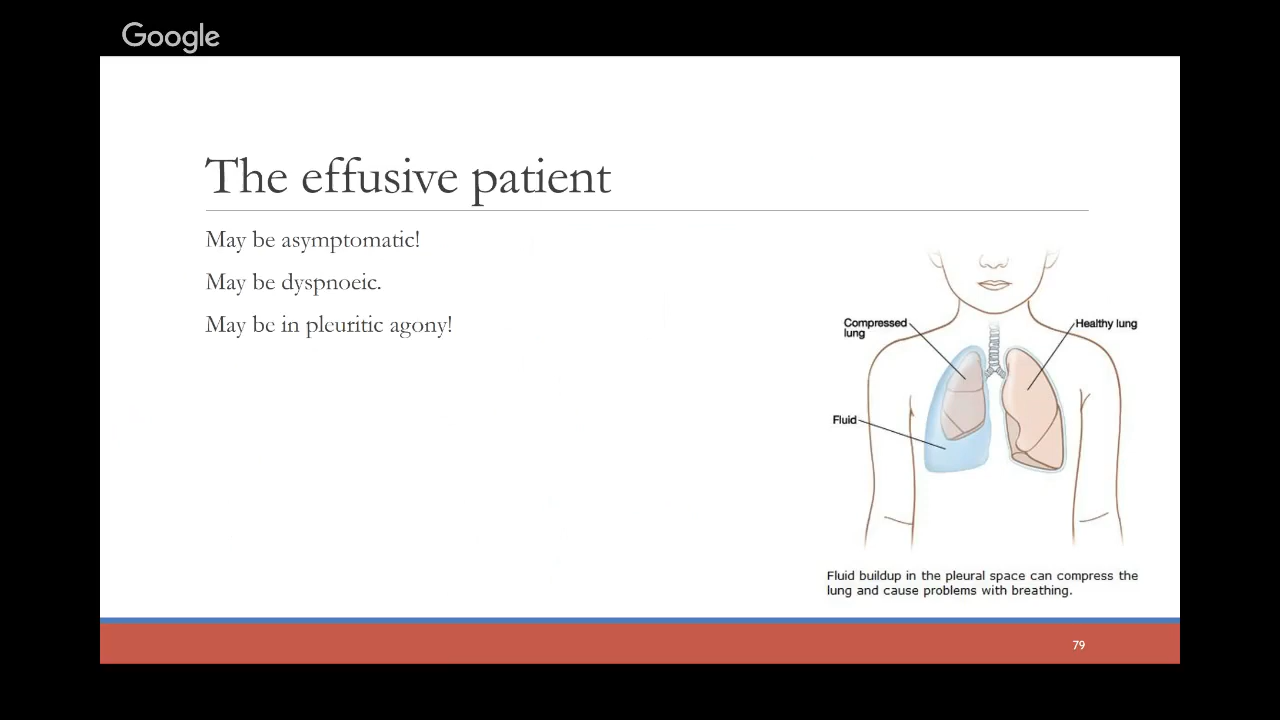 Google
The effusive patient
May be asymptomatic!
May be dyspnoeic.
May be in pleuritic agony!
Compressed
lung
Healthy lung
Fluid
Fluid buildup in the pleural space can compress the
lung and cause problems with breathing.
79